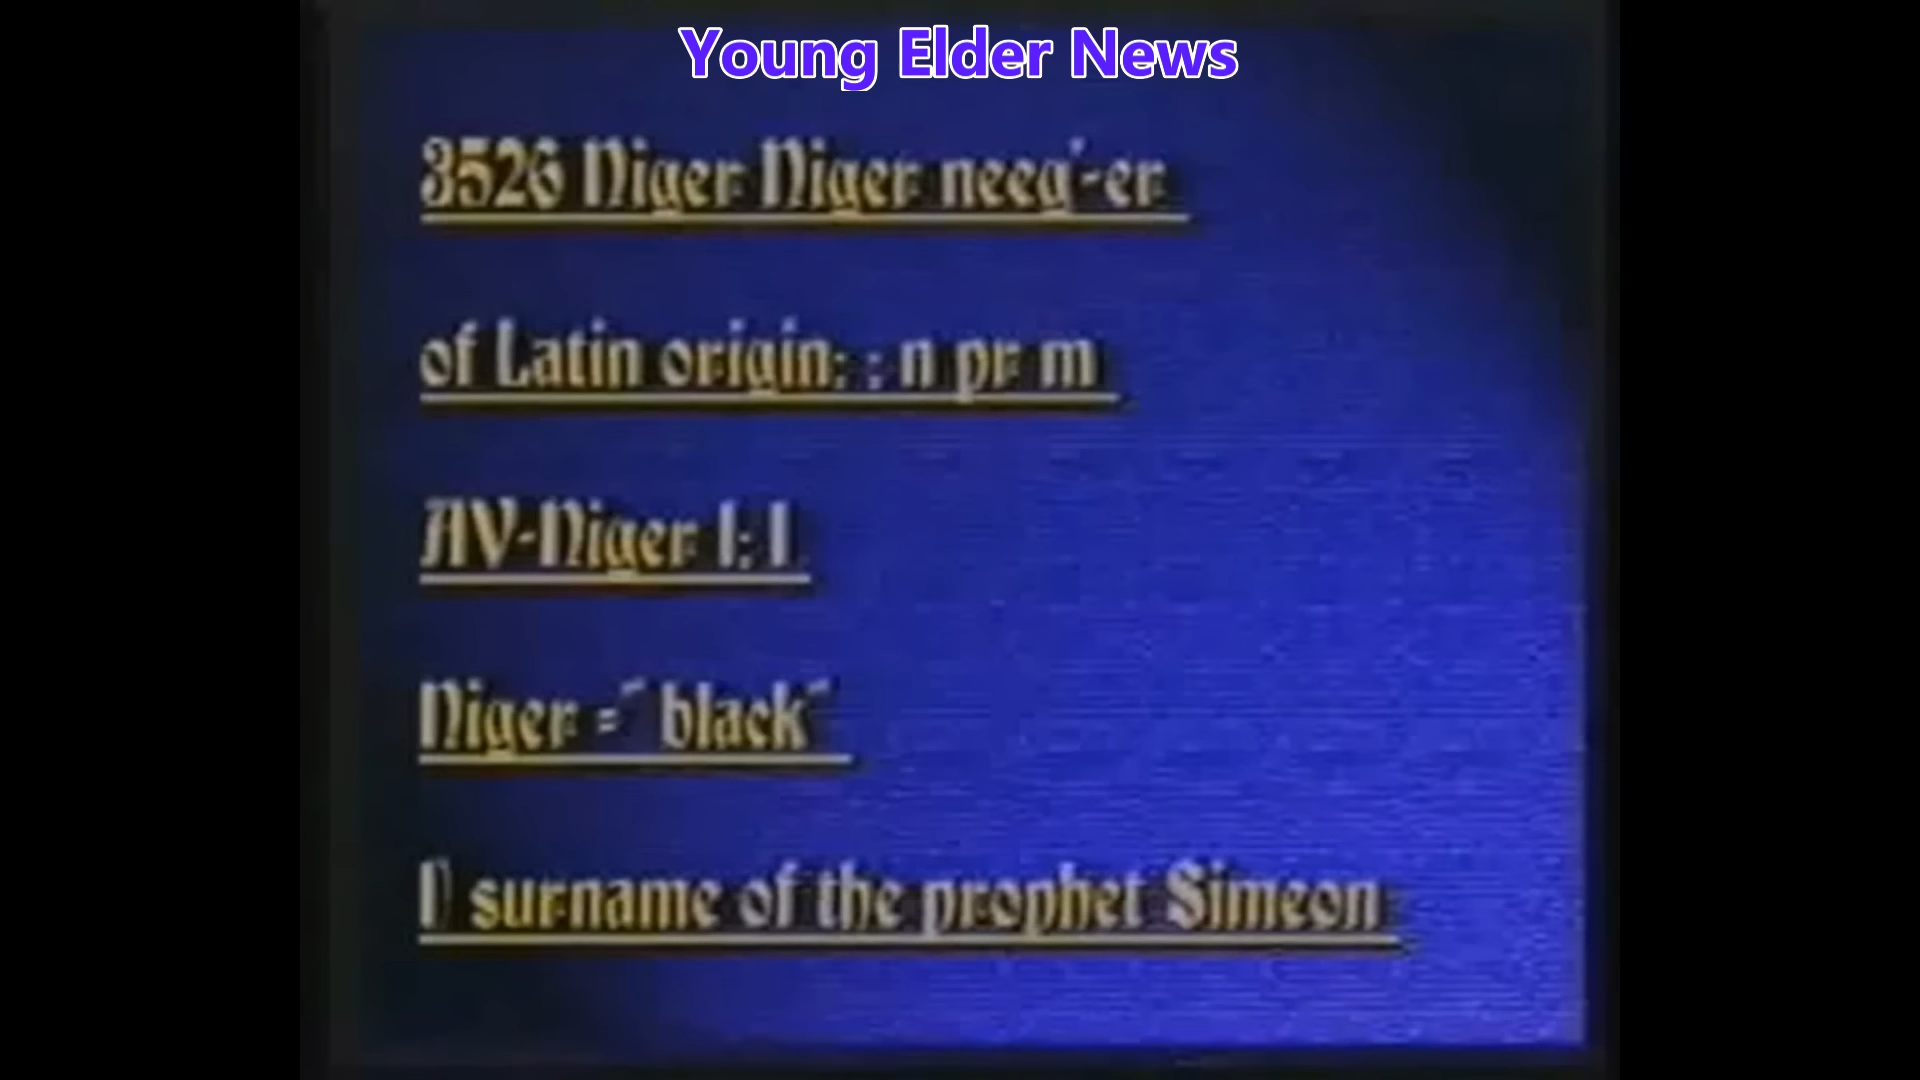 Young Elder News
3526 Niger Niger neeg'-er
of Latin origin: ; n pr m
AV-Niger 1; 1
Niger =" black"
1) surname of the prophet Simeon